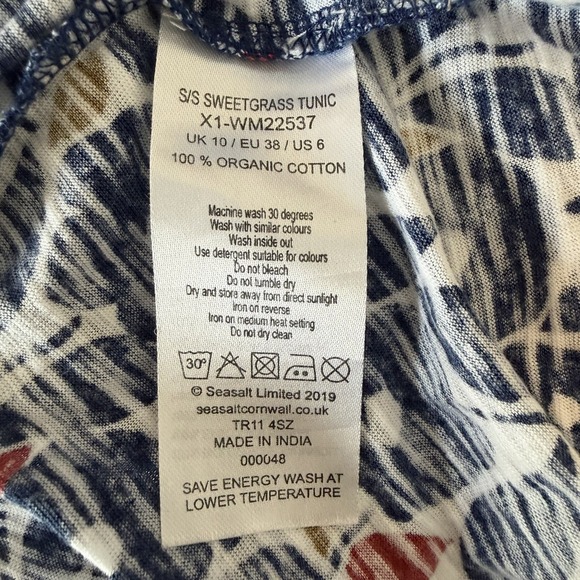 S/S SWEETGRASS TUNIC
X1-WM22537
UK 10 / EU 38 / US 6
100 % ORGANIC COTTON
Machine wash 30 degrees
Wash with similar colours
Wash inside out
Use detergent suitable for colours
Do not bleach
Do not tumble dry
Dry and store away from direct sunlight
Iron on reverse
Iron on medium heat setting
Do not dry clean
30°
© Seasalt Limited 2019
seasaltcornwall.co.uk
TR11 4SZ
MADE IN INDIA
000048
SAVE ENERGY WASH AT
LOWER TEMPERATURE